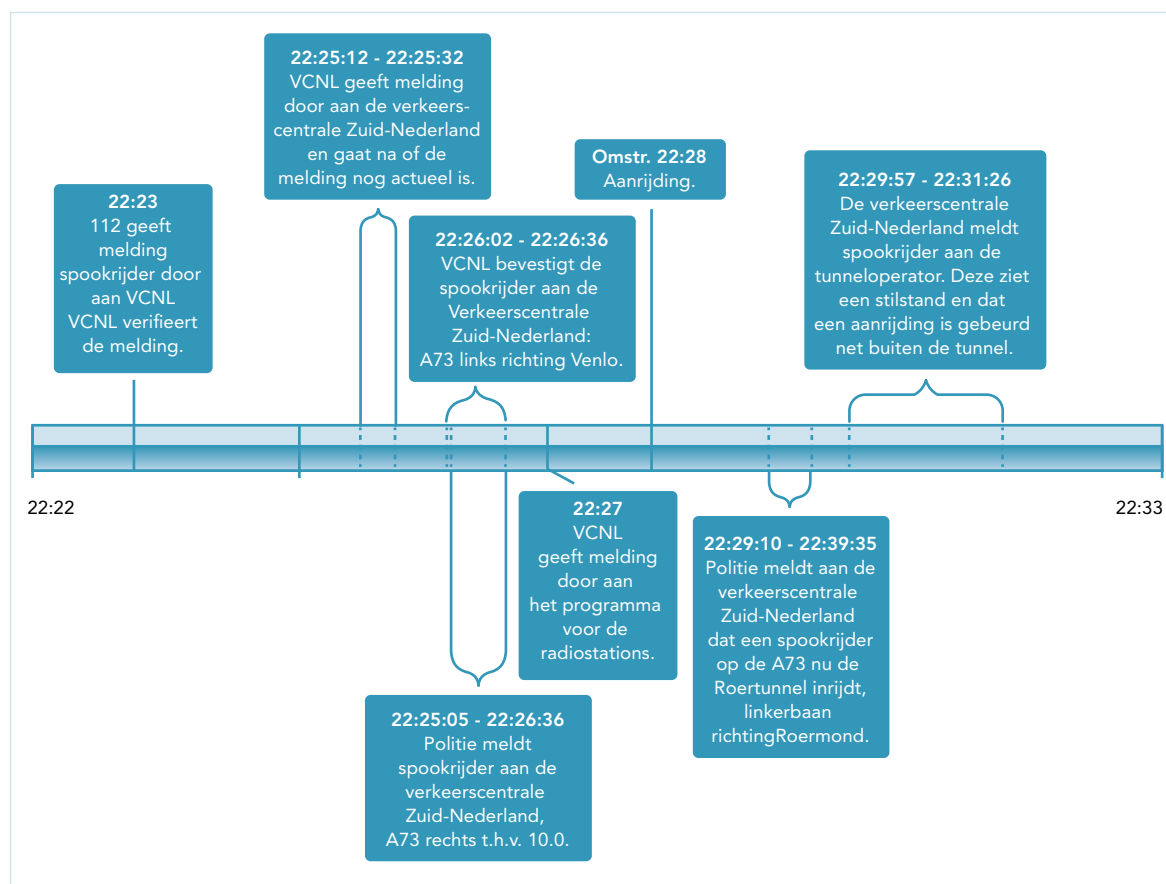 22:25:12 - 22:25:32
VCNL geeft melding
door aan de verkeers-
centrale Zuid-Nederland
en gaat na of de
melding nog actueel is.
Omstr. 22:28
Aanrijding.
22:29:57 - 22:31:26
De verkeerscentrale
Zuid-Nederland meldt
spookrijder aan de
tunneloperator. Deze ziet
een stilstand en dat
een aanrijding is gebeurd
net buiten de tunnel.
22:23
112 geeft
melding
spookrijder door
aan VCNL
VCNL verifieert
de melding.
22:26:02 - 22:26:36
VCNL bevestigt de
spookrijder aan de
Verkeerscentrale
Zuid-Nederland:
A73 links richting Venlo.
22:22
22:33
22:27
VCNL
geeft melding
door aan
het programma
voor de
radiostations.
22:29:10 - 22:39:35
Politie meldt aan de
verkeerscentrale
Zuid-Nederland
dat een spookrijder
op de A73 nu de
Roertunnel inrijdt,
linkerbaan
richtingRoermond.
22:25:05 - 22:26:36
Politie meldt
spookrijder aan de
verkeerscentrale
Zuid-Nederland,
A73 rechts t.h.v. 10.0.